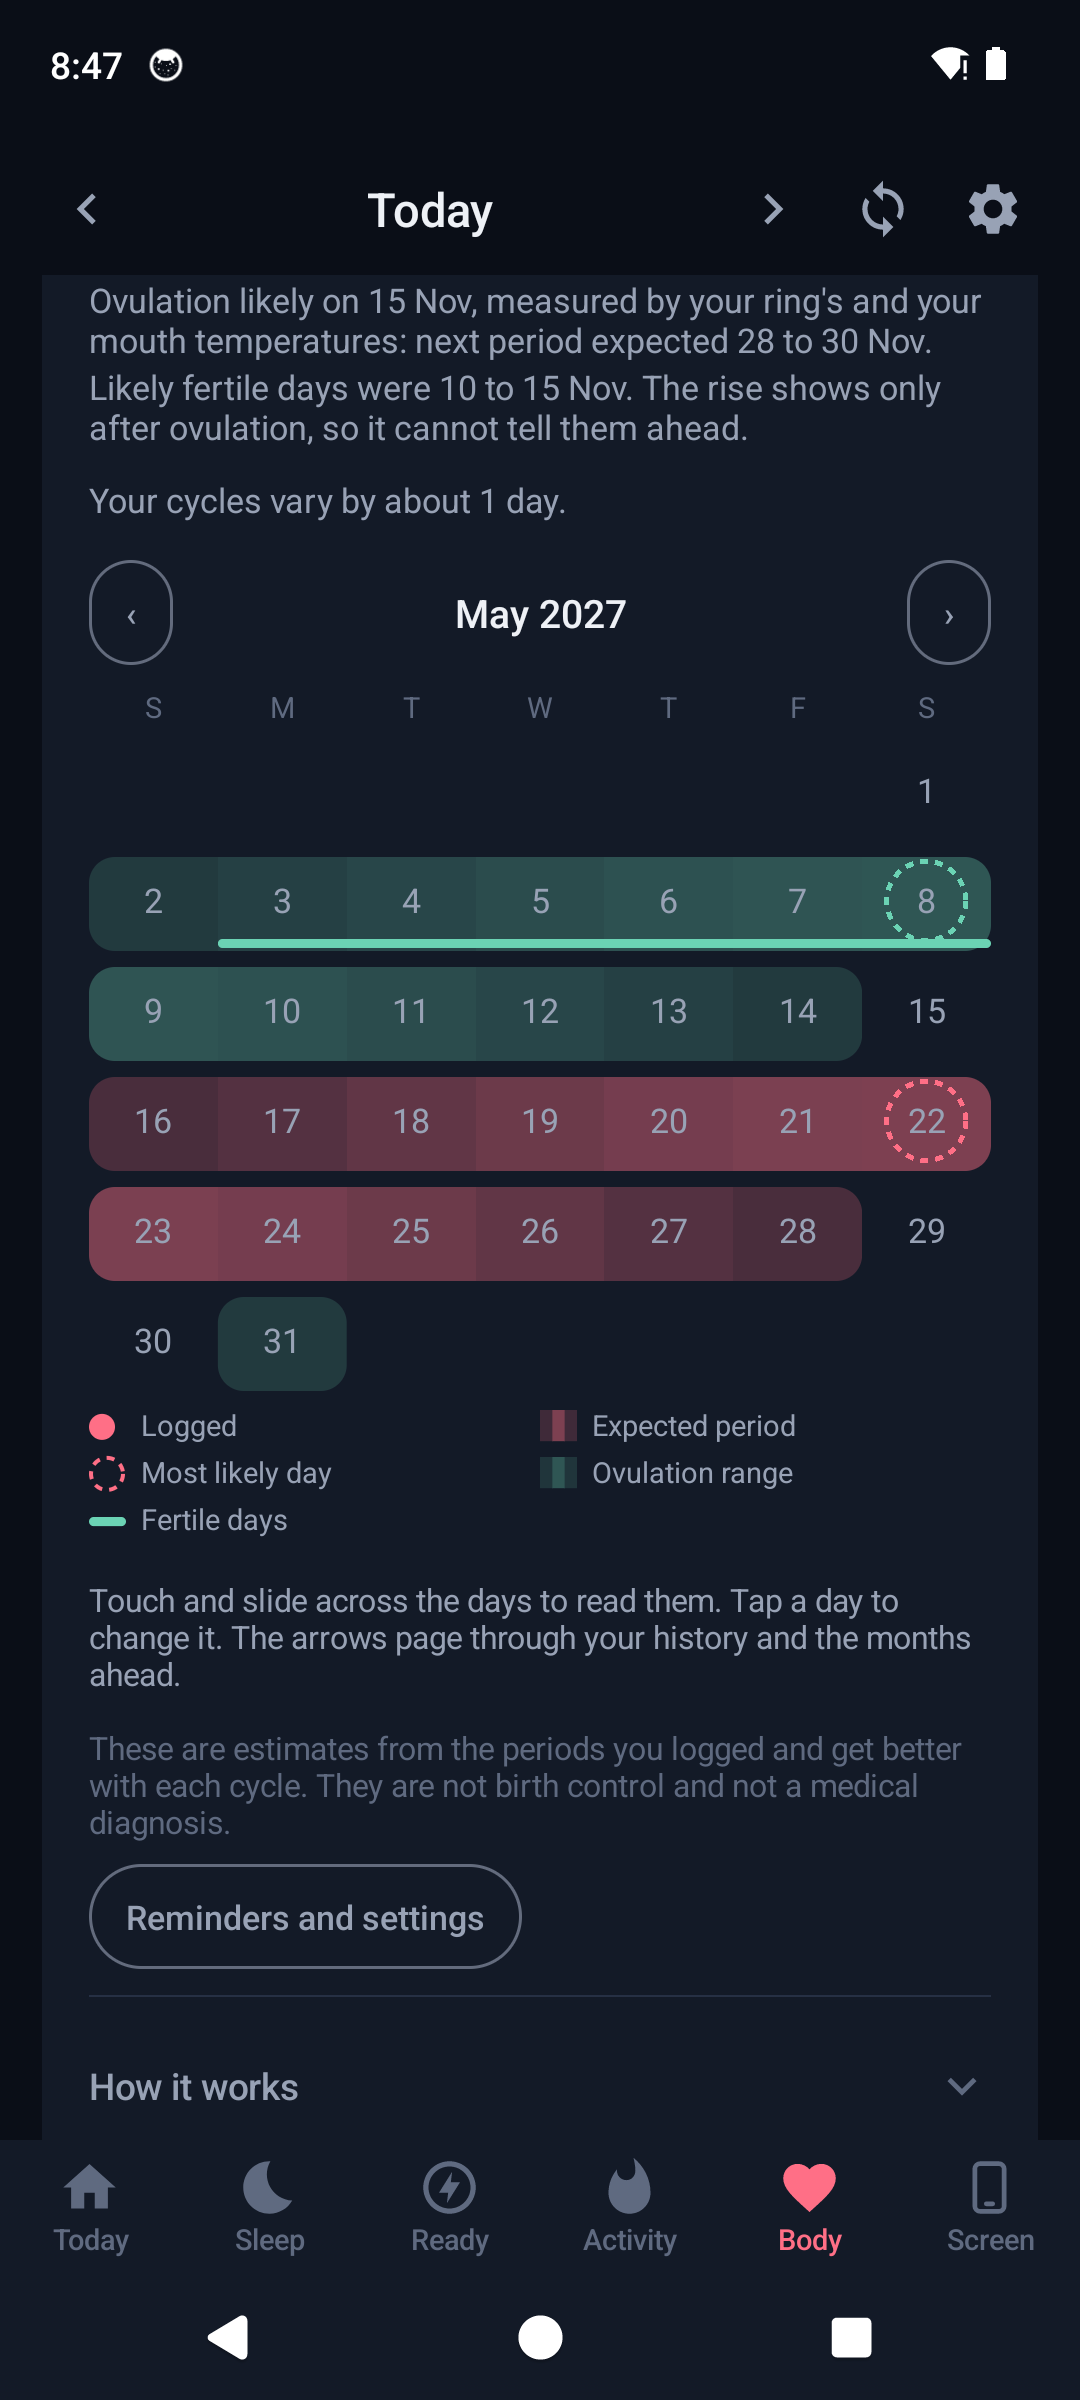 8:47
Today
Ovulation likely on 15 Nov, measured by your ring's and your
mouth temperatures: next period expected 28 to 30 Nov.
Likely fertile days were 10 to 15 Nov. The rise shows only
after ovulation, so it cannot tell them ahead.
Your cycles vary by about 1 day.
‹ May 2027 ›
S M T W T F S
1
2 3 4 5 6 7 8
9 10 11 12 13 14 15
16 17 18 19 20 21 22
23 24 25 26 27 28 29
30 31
Logged Expected period
Most likely day Ovulation range
Fertile days
Touch and slide across the days to read them. Tap a day to
change it. The arrows page through your history and the months
ahead.
These are estimates from the periods you logged and get better
with each cycle. They are not birth control and not a medical
diagnosis.
Reminders and settings
How it works
Today Sleep Ready Activity Body Screen